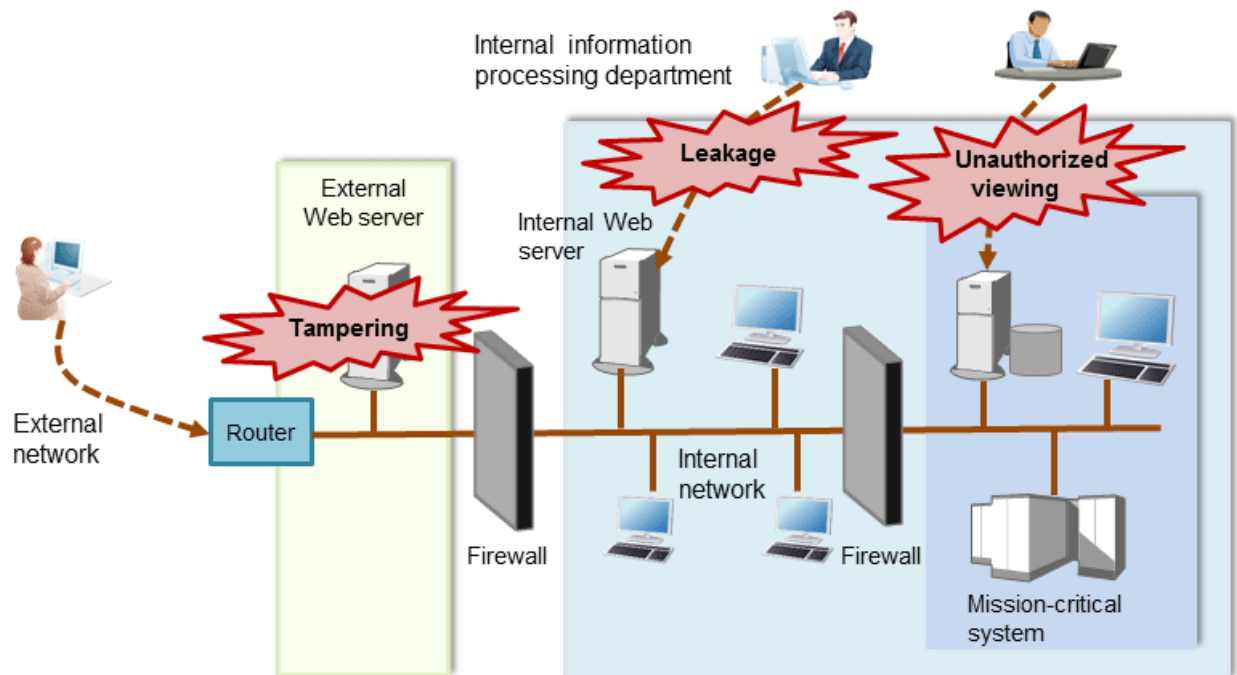 Internal information
processing department
Leakage
Unauthorized
viewing
External
Web server
Internal Web
server
Tampering
External
network
Router
Internal
network
Firewall
Firewall
Mission-critical
system